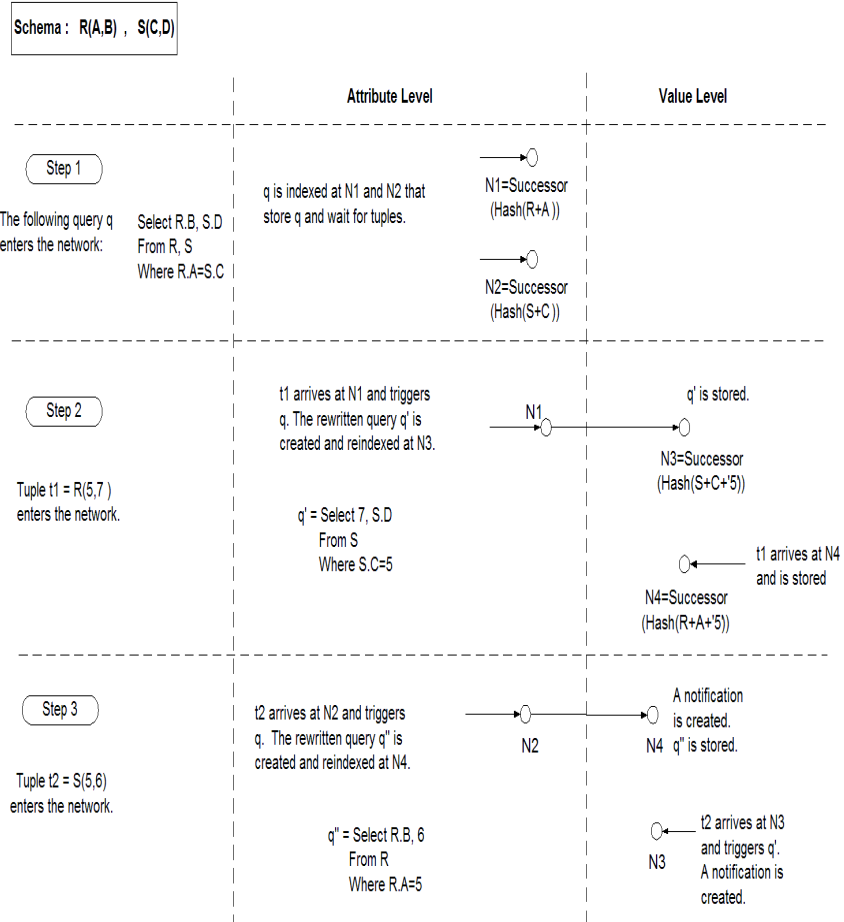 Schema : R(A,B) , S(C,D)
Attribute Level
Value Level
Step 1
The following query q
enters the network:
Select R.B, S.D
From R, S
Where R.A=S.C
q is indexed at N1 and N2 that
store q and wait for tuples.
N1=Successor
(Hash(R+A ))
N2=Successor
(Hash(S+C ))
Step 2
Tuple t1 = R(5,7 )
enters the network.
t1 arrives at N1 and triggers
q. The rewritten query q' is
created and reindexed at N3.
q' = Select 7, S.D
From S
Where S.C=5
N1
q' is stored.
N3=Successor
(Hash(S+C+'5))
t1 arrives at N4
and is stored
N4=Successor
(Hash(R+A+'5))
Step 3
Tuple t2 = S(5,6)
enters the network.
t2 arrives at N2 and triggers
q. The rewritten query q'' is
created and reindexed at N4.
q'' = Select R.B, 6
From R
Where R.A=5
N2
A notification
is created.
N4 q'' is stored.
t2 arrives at N3
and triggers q'.
A notification is
created.
N3